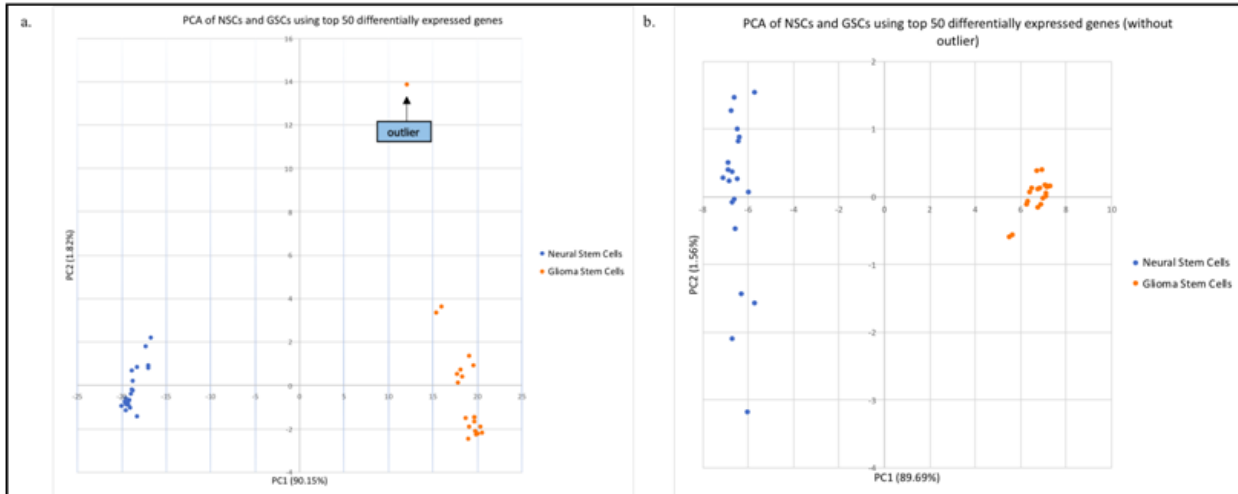 a.
PCA of NSCs and GSCs using top 50 differentially expressed genes
16
14
outlier
12
10
8
6
4
2
0
-25
-20
-15
-10
-5
0
5
10
15
20
25
-2
-4
PC2 (1.82%)
PC1 (90.15%)
Neural Stem Cells
Glioma Stem Cells
b.
PCA of NSCs and GSCs using top 50 differentially expressed genes (without
outlier)
2
1
0
-8
-6
-4
-2
0
2
4
6
8
10
-1
-2
-3
-4
PC2 (1.56%)
PC1 (89.69%)
Neural Stem Cells
Glioma Stem Cells